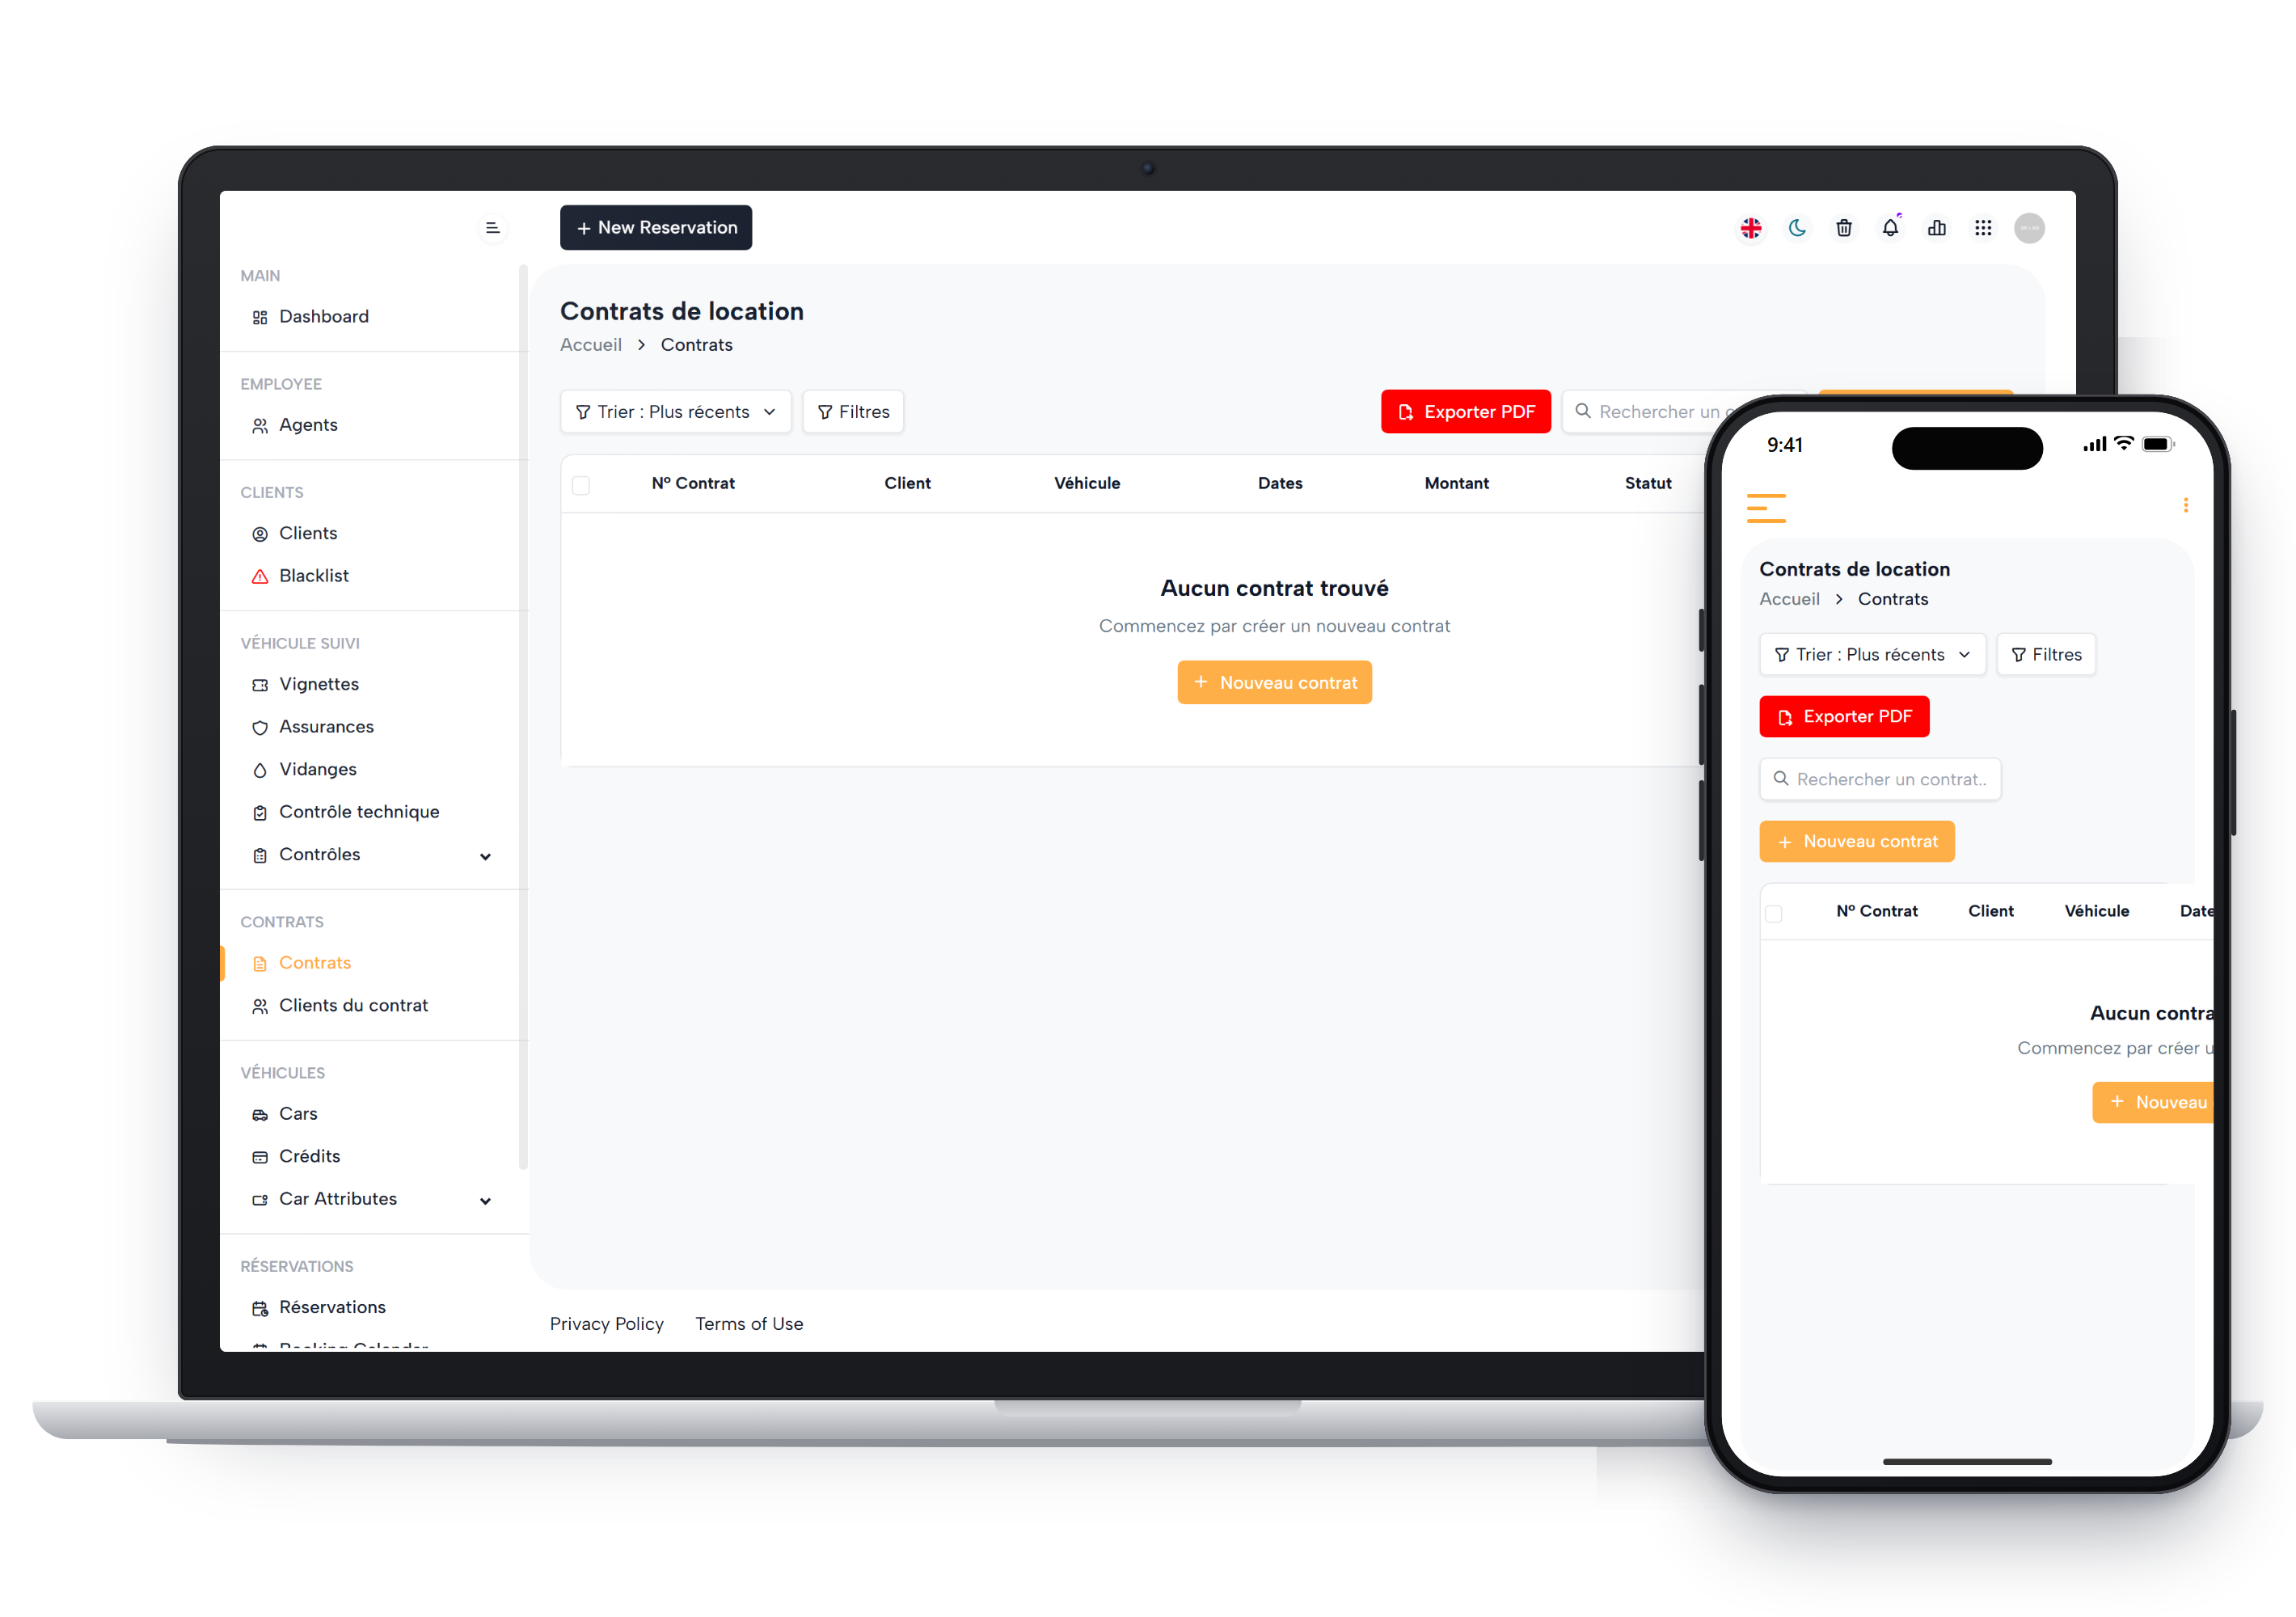 + New Reservation
MAIN
Dashboard
EMPLOYEE
Agents
CLIENTS
Clients
Blacklist
VÉHICULE SUIVI
Vignettes
Assurances
Vidanges
Contrôle technique
Contrôles
CONTRATS
Contrats
Clients du contrat
VÉHICULES
Cars
Crédits
Car Attributes
RÉSERVATIONS
Réservations
Booking Calendar
Contrats de location
Accueil > Contrats
Trier : Plus récents
Filtres
Exporter PDF
Rechercher un
N° Contrat Client Véhicule Dates Montant Statut
Aucun contrat trouvé
Commencez par créer un nouveau contrat
+ Nouveau contrat
Privacy Policy Terms of Use
9:41
Contrats de location
Accueil > Contrats
Trier : Plus récents
Filtres
Exporter PDF
Rechercher un contrat..
+ Nouveau contrat
N° Contrat Client Véhicule Date
Aucun contra
Commencez par créer u
+ Nouveau